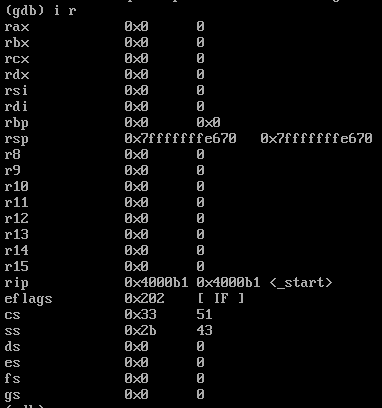 (gdb) i r
rax 0x0 0
rbx 0x0 0
rcx 0x0 0
rdx 0x0 0
rsi 0x0 0
rdi 0x0 0
rbp 0x0 0x0
rsp 0x7fffffffe670 0x7fffffffe670
r8 0x0 0
r9 0x0 0
r10 0x0 0
r11 0x0 0
r12 0x0 0
r13 0x0 0
r14 0x0 0
r15 0x0 0
rip 0x4000b1 0x4000b1 <_start>
eflags 0x202 [ IF ]
cs 0x33 51
ss 0x2b 43
ds 0x0 0
es 0x0 0
fs 0x0 0
gs 0x0 0